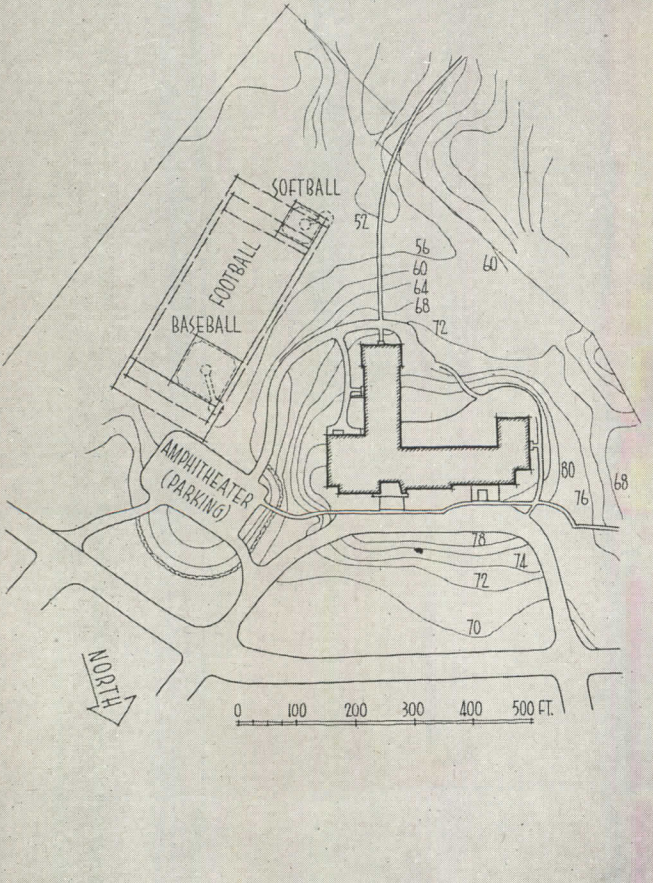 SOFTBALL
52
56
60
60
FOOTBALL
64
68
BASEBALL
72
AMPHITHEATER
(PARKING)
80
68
76
78
74
72
70
NORTH
0 100 200 300 400 500 FT.